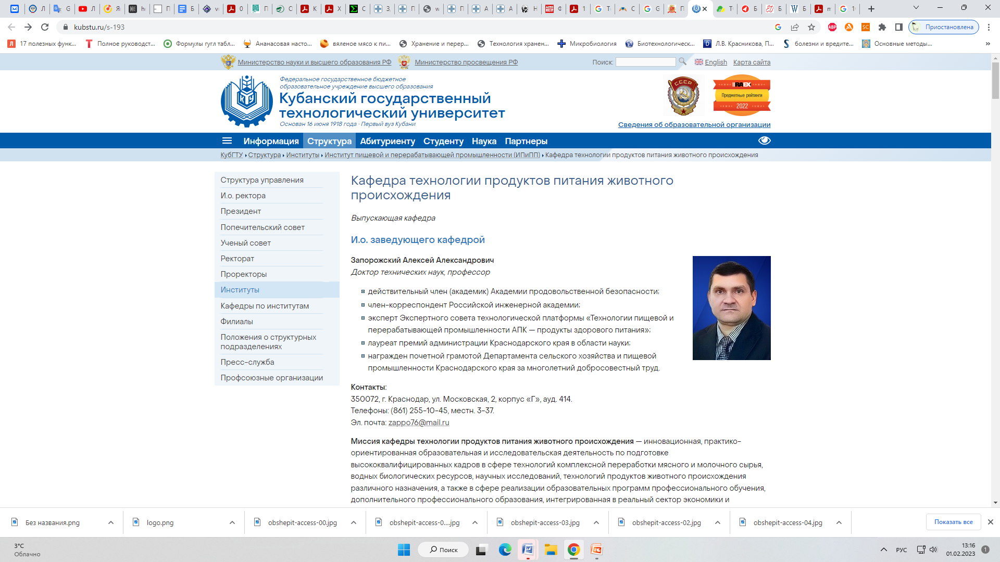 kubstu.ru/s-193
Приостановлена
17 полезных функ...
Полное руководст...
Формулы гугл табл...
Ананасовая насто...
вяленое мясо к пи...
Хранение и перер...
Технология хранен...
Микробиология
Биотехнологическ...
Л.В. Красникова, П...
болезни и вредите...
Основные методы...
»
Министерство науки и высшего образования РФ
Министерство просвещения РФ
Поиск:
English
Карта сайта
Федеральное государственное бюджетное
образовательное учреждение высшего образования
Кубанский государственный
технологический университет
Основан 16 июня 1918 года · Первый вуз Кубани
КГУ
СССР
RAEX
Предметные рейтинги
2022
Сведения об образовательной организации
Информация Структура Абитуриенту Студенту Наука Партнеры
КубГТУ Структура Институты Институт пищевой и перерабатывающей промышленности (ИПиПП) Кафедра технологии продуктов питания животного происхождения
Структура управления
И.о. ректора
Президент
Попечительский совет
Ученый совет
Ректорат
Проректоры
Институты
Кафедры по институтам
Филиалы
Положения о структурных
подразделениях
Пресс-служба
Профсоюзные организации
Кафедра технологии продуктов питания животного
происхождения
Выпускающая кафедра
И.о. заведующего кафедрой
Запорожский Алексей Александрович
Доктор технических наук, профессор
действительный член (академик) Академии продовольственной безопасности;
член-корреспондент Российской инженерной академии;
эксперт Экспертного совета технологической платформы «Технологии пищевой и
перерабатывающей промышленности АПК — продукты здорового питания»;
лауреат премий администрации Краснодарского края в области науки;
награжден почетной грамотой Департамента сельского хозяйства и пищевой
промышленности Краснодарского края за многолетний добросовестный труд.
Контакты:
350072, г. Краснодар, ул. Московская, 2, корпус «Г», ауд. 414.
Телефоны: (861) 255-10-45, местн. 3-37.
Эл. почта: zappo76@mail.ru
Миссия кафедры технологии продуктов питания животного происхождения — инновационная, практико-
ориентированная образовательная и исследовательская деятельность по подготовке
высококвалифицированных кадров в сфере технологий комплексной переработки мясного и молочного сырья,
водных биологических ресурсов, научных исследований, технологий продуктов животного происхождения
различного назначения, а также в сфере реализации образовательных программ профессионального обучения,
дополнительного профессионального образования, интегрированная в реальный сектор экономики и
Без названия.png
logo.png
obshepit-access-00.jpg
obshepit-access-0....jpg
obshepit-access-03.jpg
obshepit-access-02.jpg
obshepit-access-04.jpg
Показать все
3°C
Облачно
Поиск
РУС
13:16
01.02.2023
1